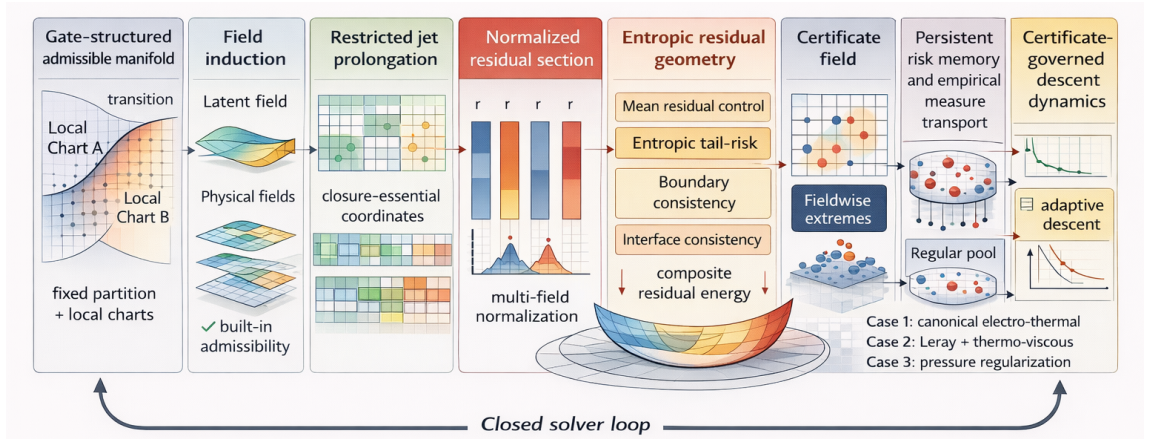 Gate-structured
admissible manifold
transition
Local
Chart A
Local
Chart B
fixed partition
+ local charts
Field
induction
Latent field
Physical fields
✓ built-in
admissibility
Restricted jet
prolongation
closure-essential
coordinates
Normalized
residual section
r r r r
multi-field
normalization
Entropic residual
geometry
Mean residual control
Entropic tail-risk
Boundary
consistency
Interface consistency
composite
residual energy
Certificate
field
Fieldwise
extremes
Persistent
risk memory
and empirical
measure
transport
Regular pool
Certificate-
governed
descent
dynamics
adaptive
descent
Case 1: canonical electro-thermal
Case 2: Leray + thermo-viscous
Case 3: pressure regularization
Closed solver loop